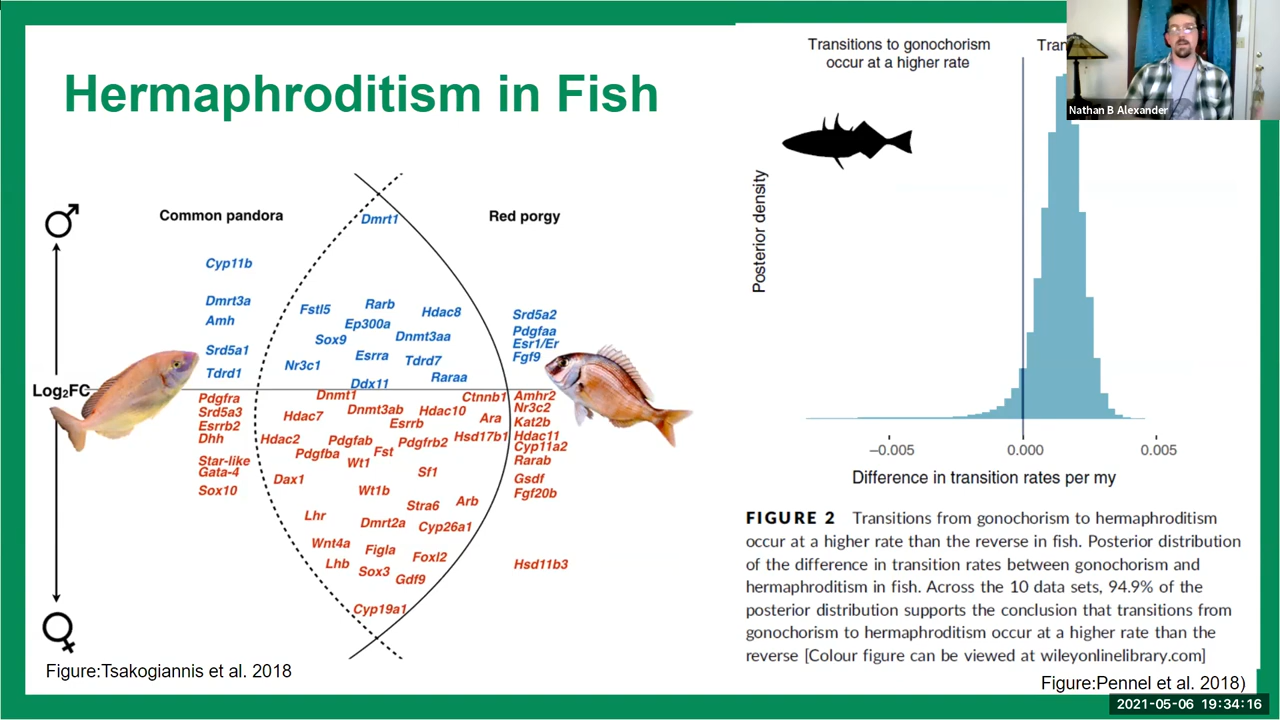 Hermaphroditism in Fish
Common pandora
Red porgy
Dmrt1
Cyp11b
Dmrt3a
Amh
Srd5a1
Tdrd1
Fstl5
Rarb
Hdac8
Ep300a
Sox9
Dnmt3aa
Esrra
Tdrd7
Nr3c1
Raraa
Ddx11
Srd5a2
Pdgfaa
Esr1/Er
Fgf9
Log₂FC
Pdgfra
Srd5a3
Esrrb2
Dhh
Star-like
Gata-4
Sox10
Dnmt1
Ctnnb1
Hdac7
Dnmt3ab
Hdac10
Ara
Esrrb
Hdac2
Pdgfab
Pdgfrb2
Hsd17b1
Pdgfba
Fst
Wt1
Sf1
Dax1
Wt1b
Stra6
Arb
Lhr
Dmrt2a
Cyp26a1
Wnt4a
Figla
Foxl2
Lhb
Sox3
Gdf9
Cyp19a1
Amhr2
Nr3c2
Kat2b
Hdac11
Cyp11a2
Rarab
Gsdf
Fgf20b
Hsd11b3
♂
♀
Figure:Tsakogiannis et al. 2018
Transitions to gonochorism
occur at a higher rate
Tran
Nathan B Alexander
Posterior density
−0.005
0.000
0.005
Difference in transition rates per my
FIGURE 2 Transitions from gonochorism to hermaphroditism
occur at a higher rate than the reverse in fish. Posterior distribution
of the difference in transition rates between gonochorism and
hermaphroditism in fish. Across the 10 data sets, 94.9% of the
posterior distribution supports the conclusion that transitions from
gonochorism to hermaphroditism occur at a higher rate than the
reverse [Colour figure can be viewed at wileyonlinelibrary.com]
Figure:Pennel et al. 2018)
2021-05-06 19:34:16